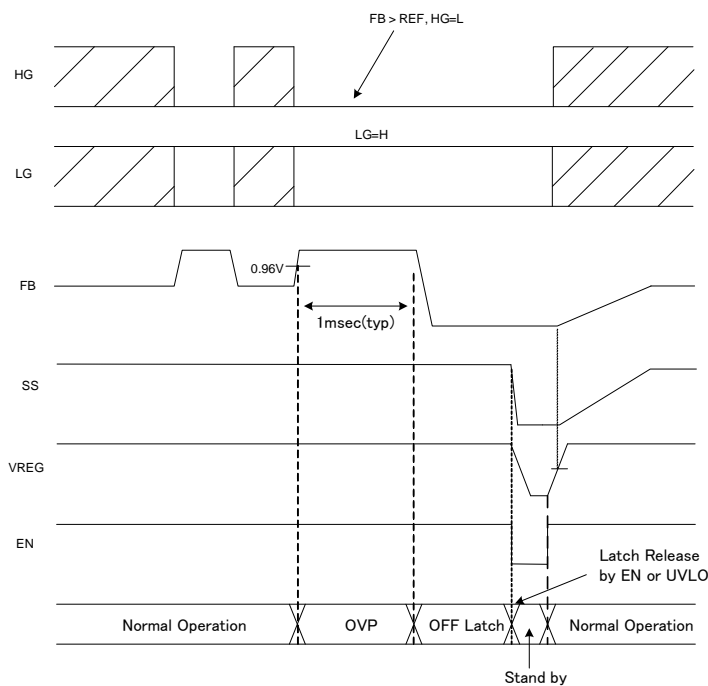 FB > REF, HG=L
HG
LG=H
LG
0.96V
FB
1msec(typ)
SS
VREG
EN
Latch Release
by EN or UVLO
Normal Operation
OVP
OFF Latch
Normal Operation
Stand by